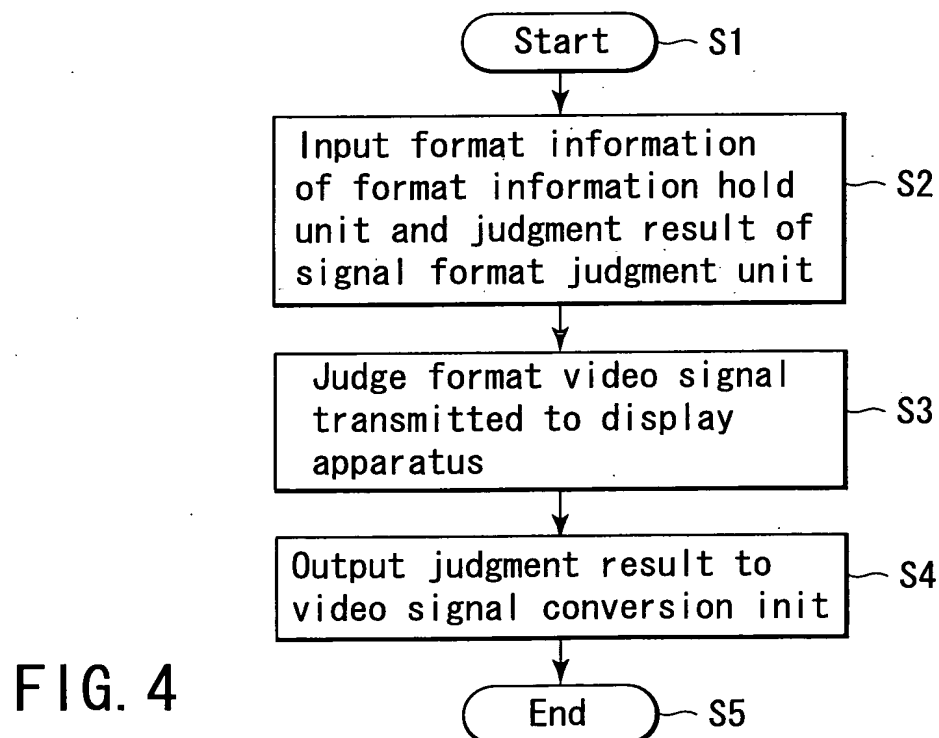 Start
S1
Input format information
of format information hold
unit and judgment result of
signal format judgment unit
S2
Judge format video signal
transmitted to display
apparatus
S3
Output judgment result to
video signal conversion init
S4
End
S5
FIG. 4